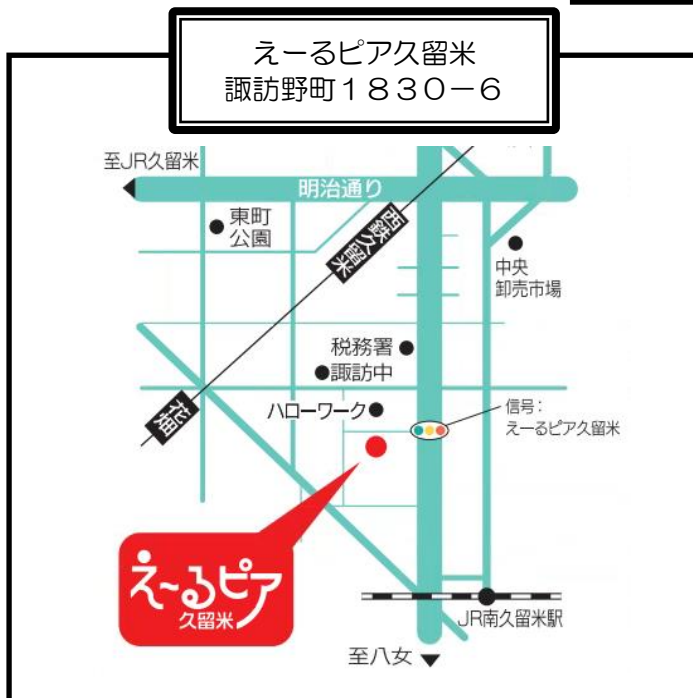 えーるピア久留米
諏訪野町1830-6
至JR久留米
明治通り
東町
公園
西鉄久留米
中央
卸売市場
税務署
諏訪中
花畑
ハローワーク
信号:
えーるピア久留米
えーるピア
久留米
JR南久留米駅
至八女